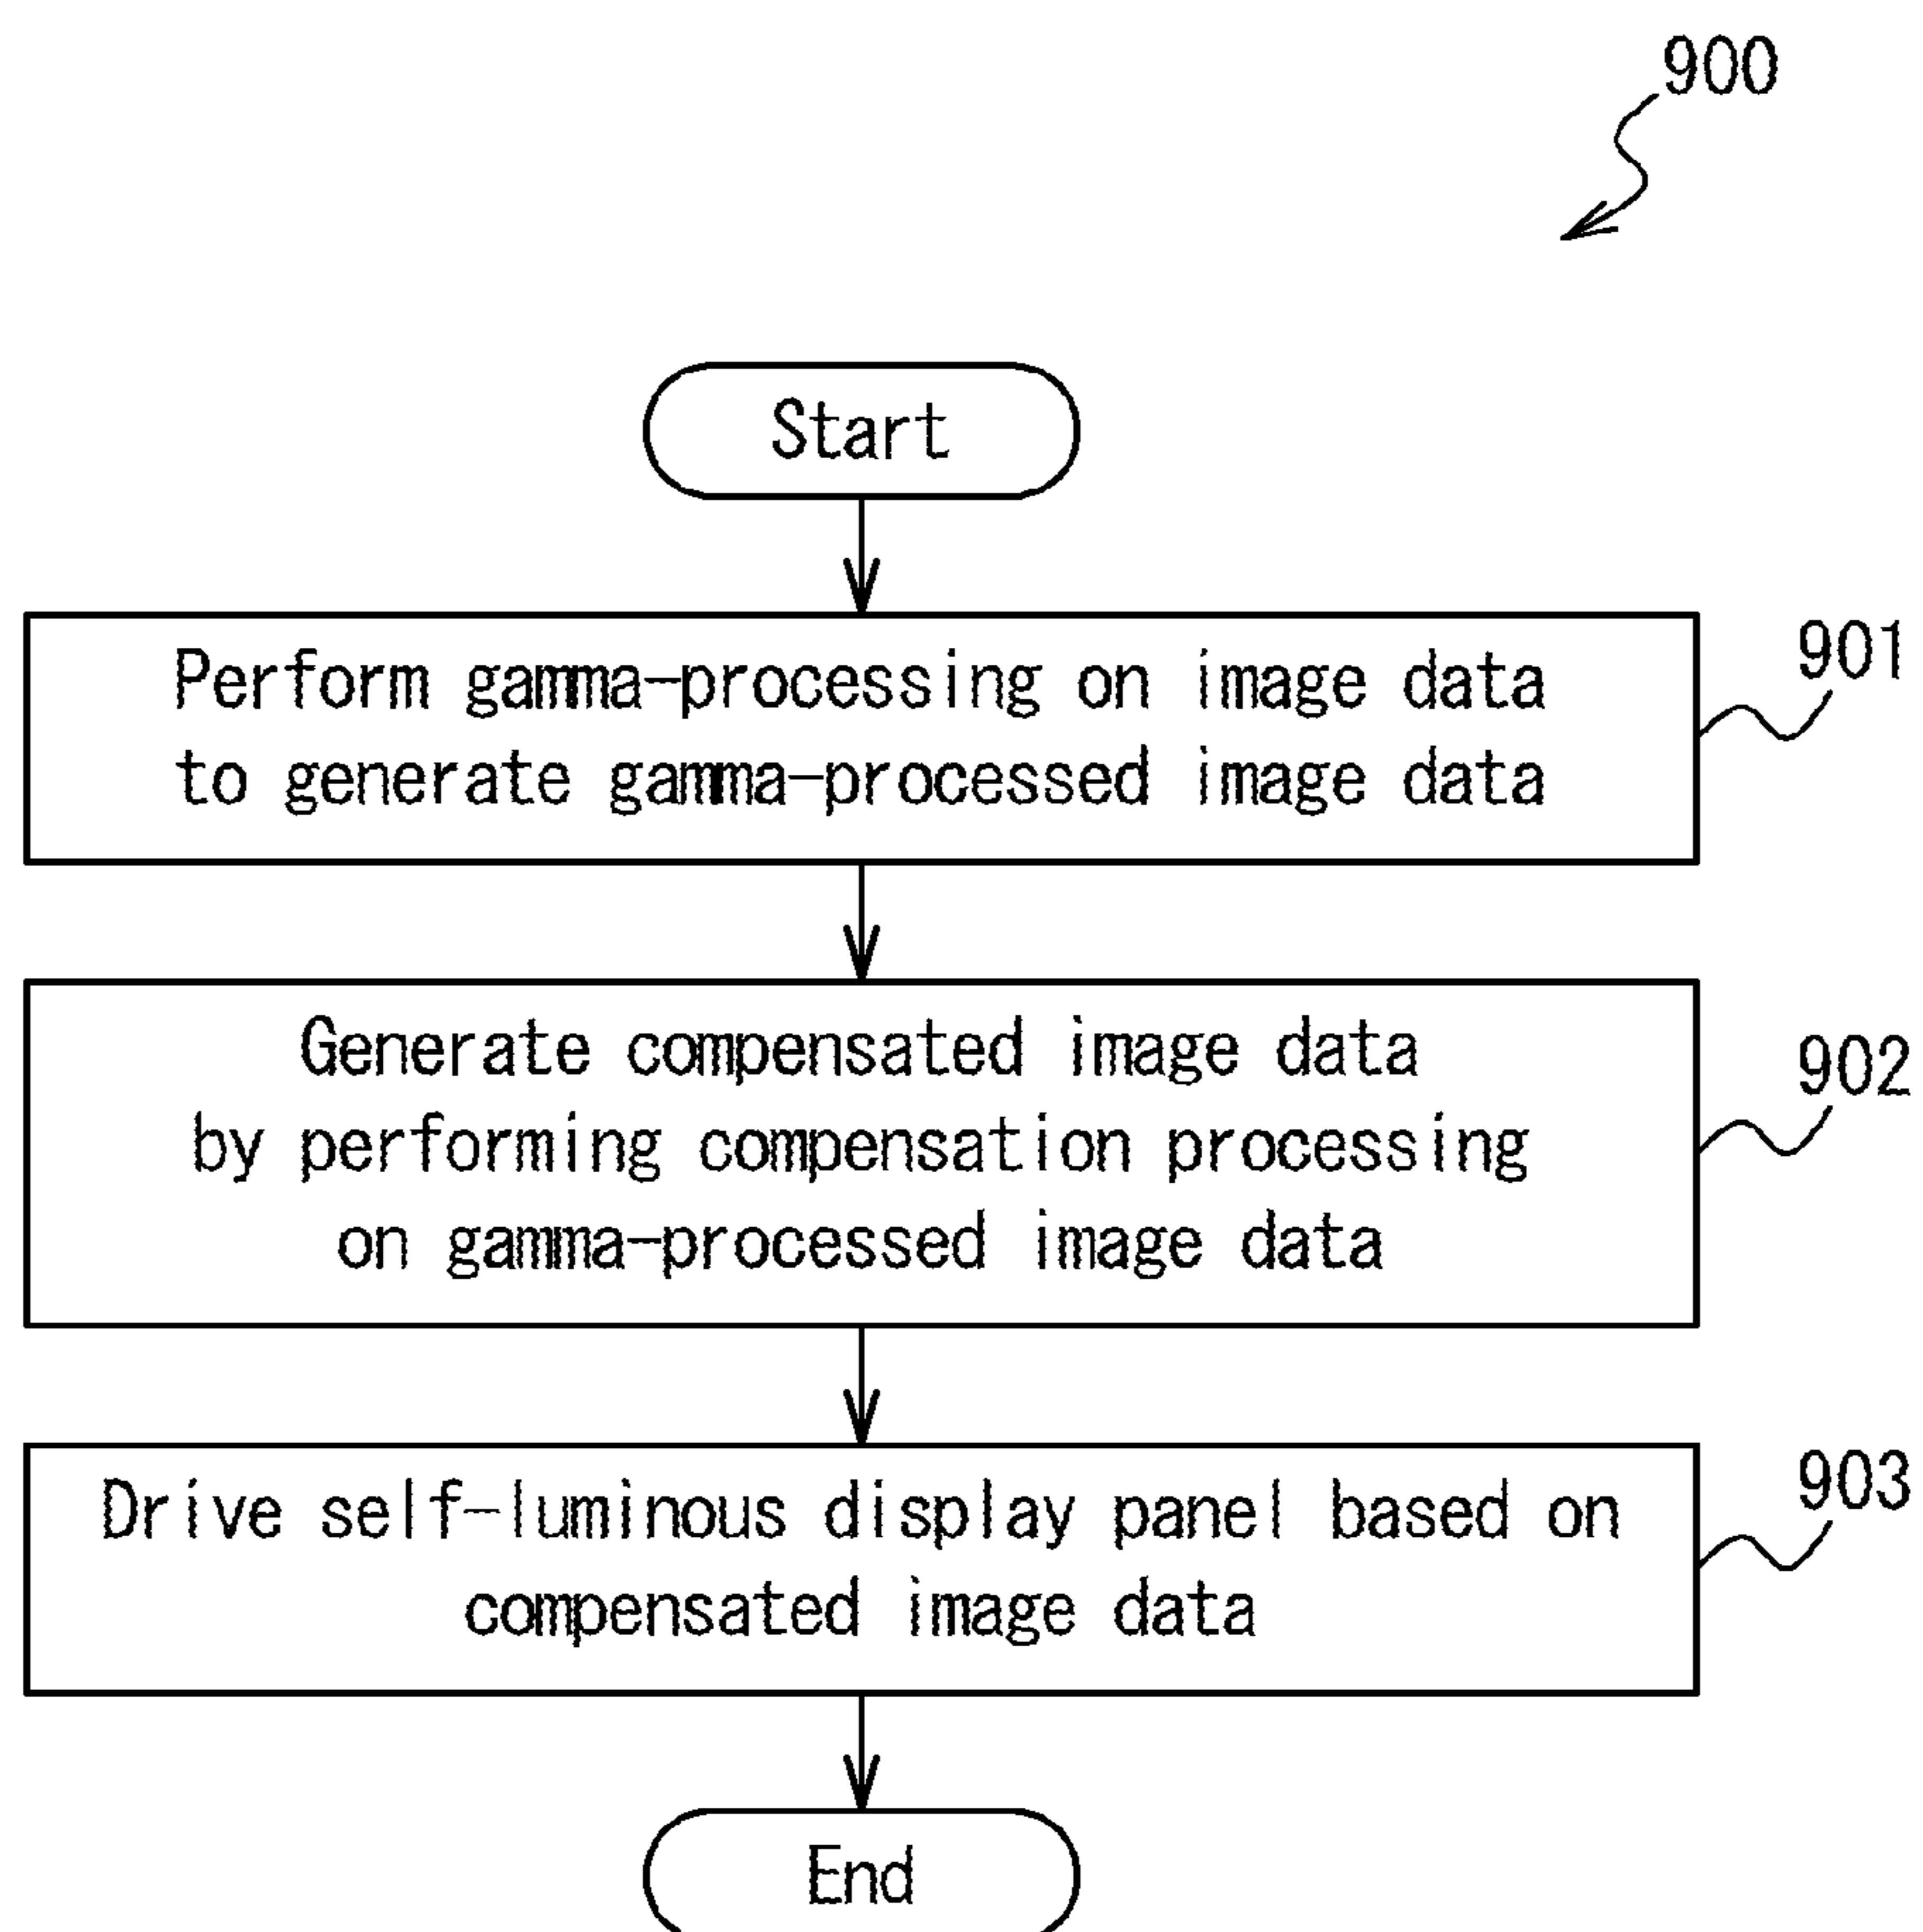 900
Start
Perform gamma-processing on image data
to generate gamma-processed image data
901
Generate compensated image data
by performing compensation processing
on gamma-processed image data
902
Drive self-luminous display panel based on
compensated image data
903
End